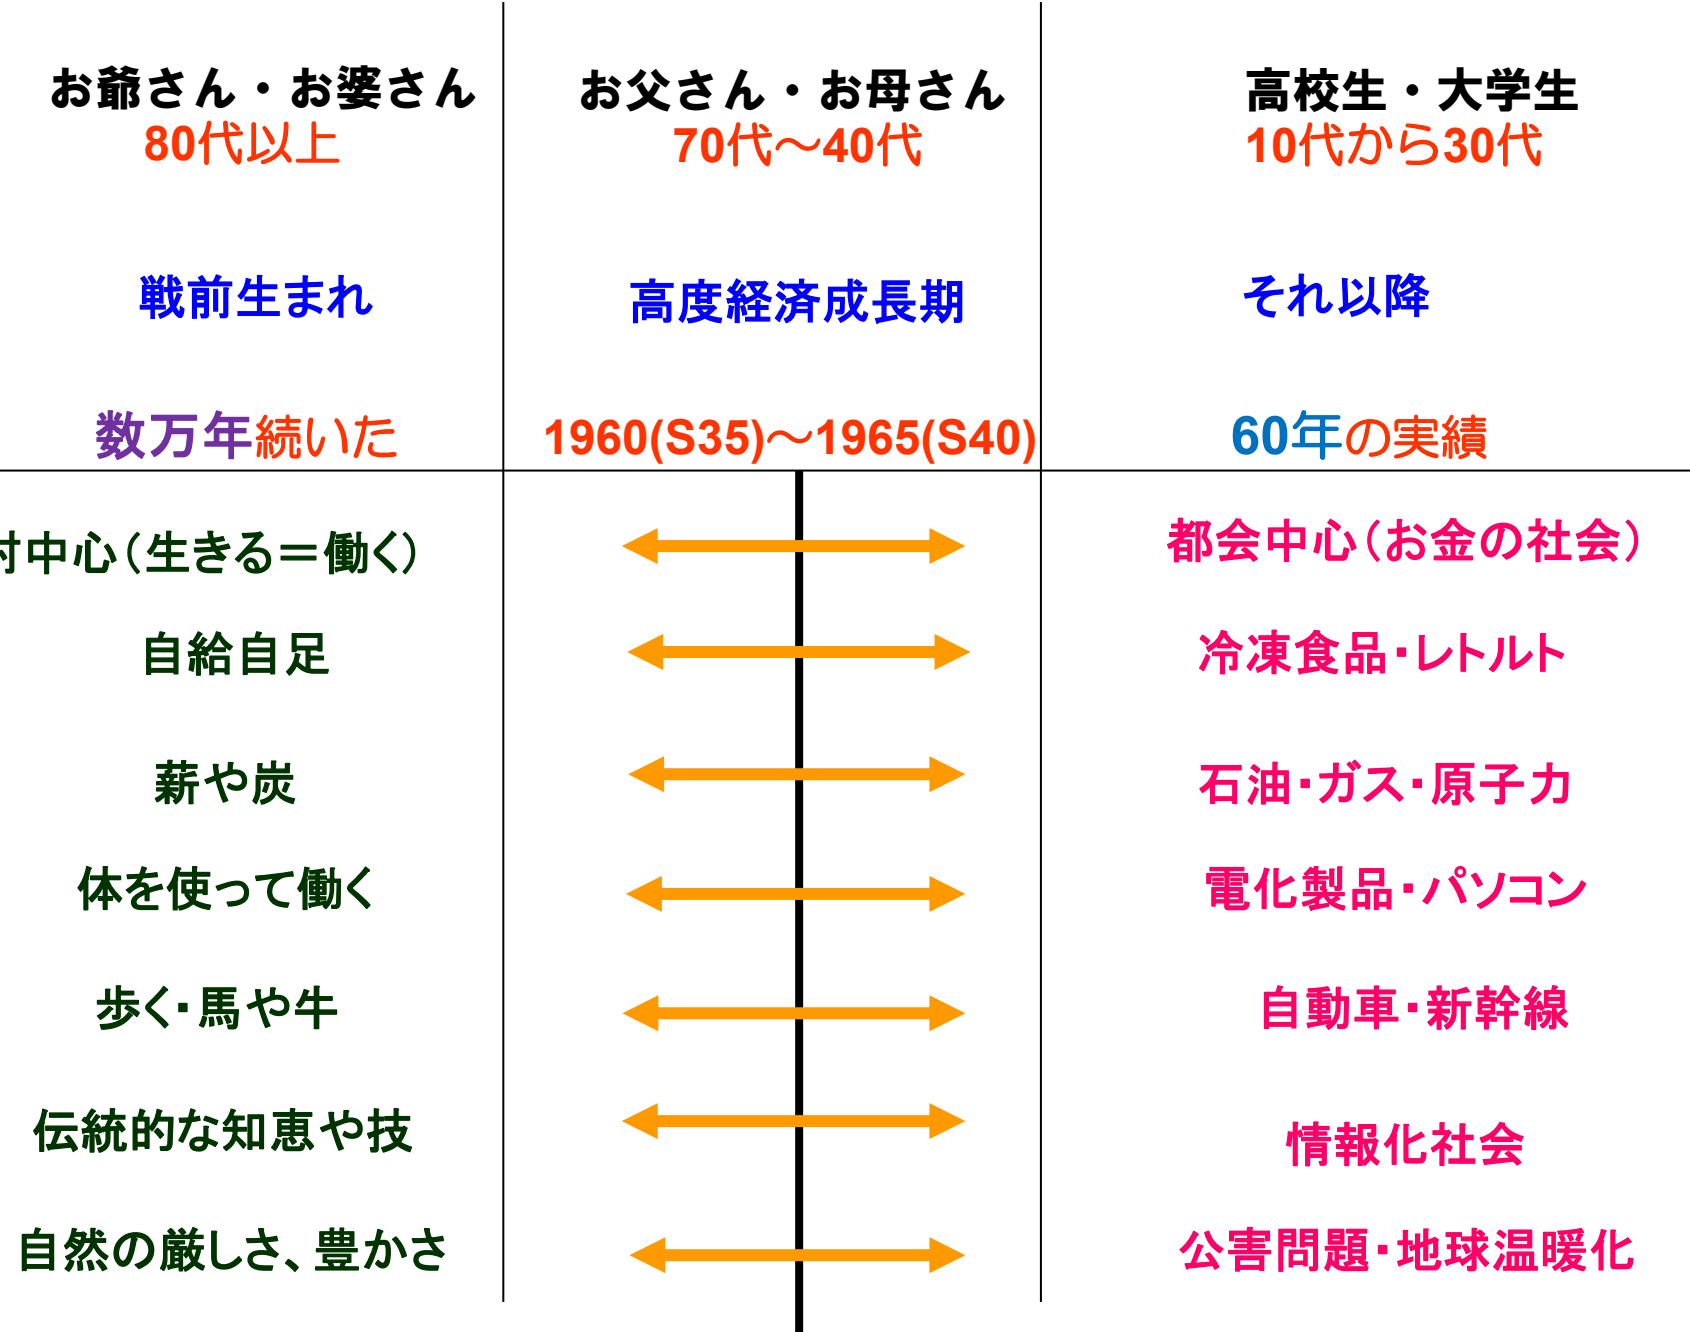 お爺さん・お婆さん
80代以上
お父さん・お母さん
70代～40代
高校生・大学生
10代から30代
戦前生まれ
高度経済成長期
それ以降
数万年続いた
1960(S35)～1965(S40)
60年の実績
中心（生きる＝働く）
都会中心（お金の社会）
自給自足
冷凍食品・レトルト
薪や炭
石油・ガス・原子力
体を使って働く
電化製品・パソコン
歩く・馬や牛
自動車・新幹線
伝統的な知恵や技
情報化社会
自然の厳しさ、豊かさ
公害問題・地球温暖化